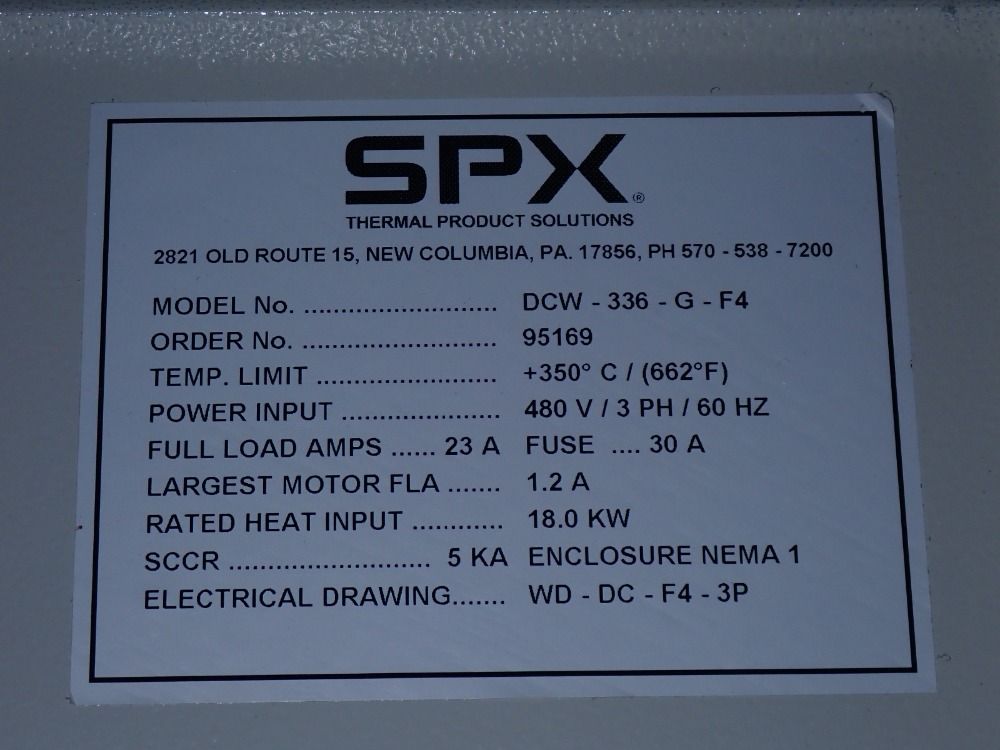 SPX®
THERMAL PRODUCT SOLUTIONS
2821 OLD ROUTE 15, NEW COLUMBIA, PA. 17856, PH 570 - 538 - 7200
MODEL No. .......................... DCW - 336 - G - F4
ORDER No. .......................... 95169
TEMP. LIMIT ........................ +350° C / (662°F)
POWER INPUT ..................... 480 V / 3 PH / 60 HZ
FULL LOAD AMPS ...... 23 A FUSE .... 30 A
LARGEST MOTOR FLA ....... 1.2 A
RATED HEAT INPUT ............ 18.0 KW
SCCR ........................... 5 KA ENCLOSURE NEMA 1
ELECTRICAL DRAWING....... WD - DC - F4 - 3P